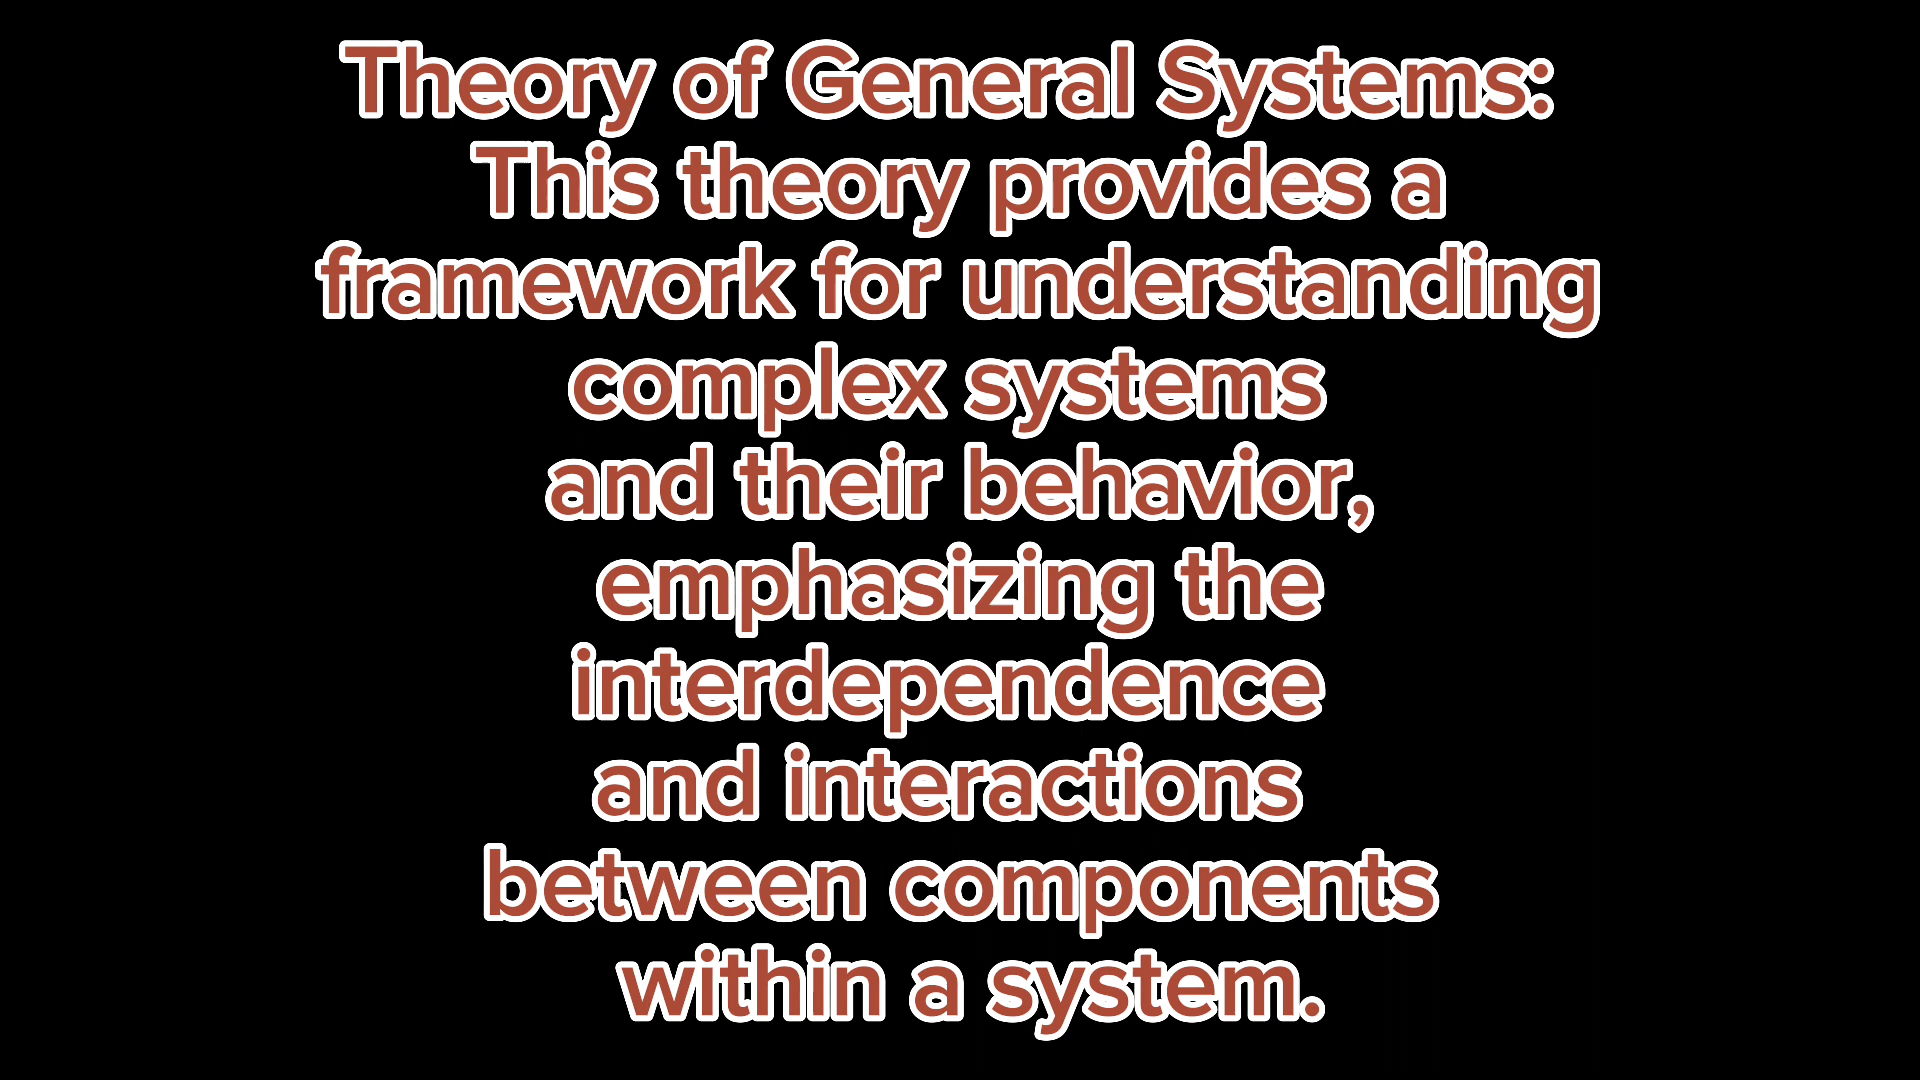 Theory of General Systems:
This theory provides a
framework for understanding
complex systems
and their behavior,
emphasizing the
interdependence
and interactions
between components
within a system.